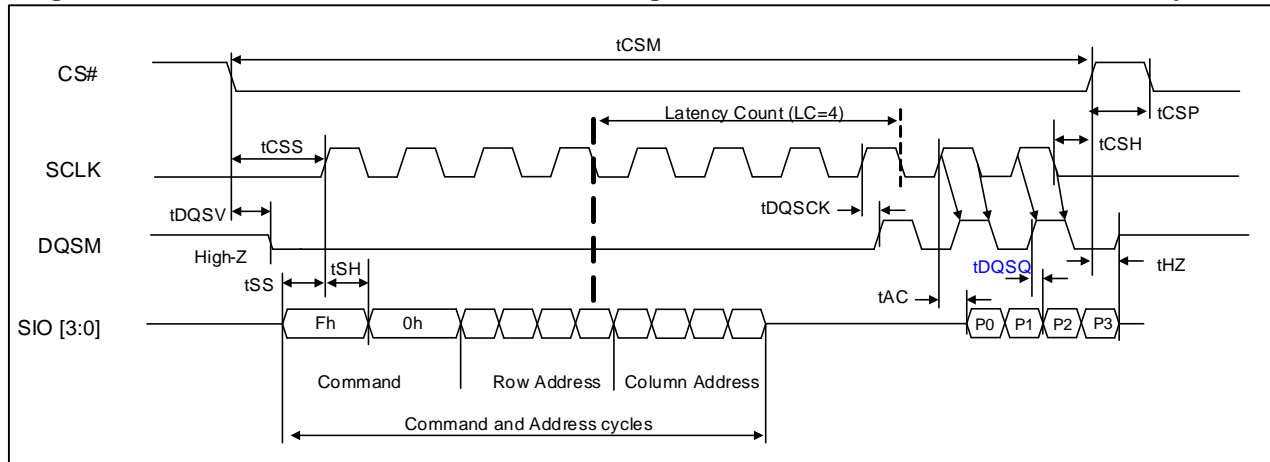 tCSM
CS#
Latency Count (LC=4)
tCSP
tCSS
tCSH
SCLK
tDQSV
tDQSCK
DQSM
High-Z
tSS
tSH
tDQSQ
tHZ
tAC
SIO [3:0]
Fh
0h
P0
P1
P2
P3
Command
Row Address
Column Address
Command and Address cycles